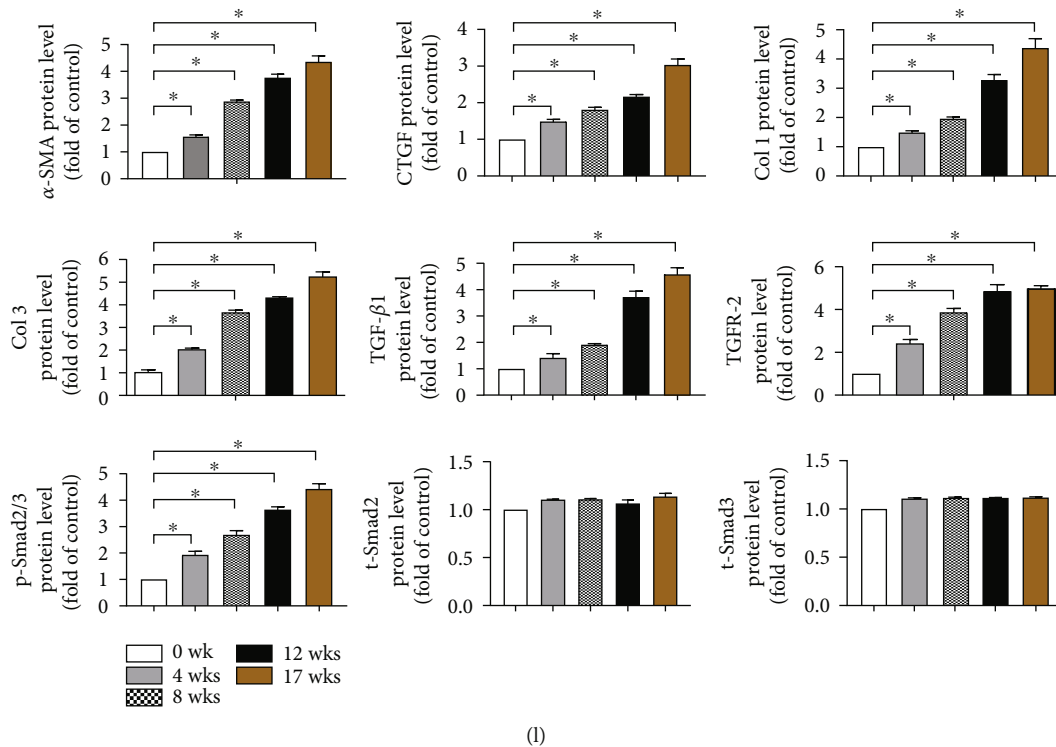 α-SMA protein level
(fold of control)
5
4
3
2
1
0
*
*
*
*
CTGF protein level
(fold of control)
4
3
2
1
0
*
*
*
*
Col 1 protein level
(fold of control)
5
4
3
2
1
0
*
*
*
*
Col 3
protein level
(fold of control)
6
5
4
3
2
1
0
*
*
*
*
TGF-β1
protein level
(fold of control)
5
4
3
2
1
0
*
*
*
*
TGFR-2
protein level
(fold of control)
6
4
2
0
*
*
*
*
p-Smad2/3
protein level
(fold of control)
5
4
3
2
1
0
*
*
*
*
t-Smad2
protein level
(fold of control)
1.5
1.0
0.5
0.0
t-Smad3
protein level
(fold of control)
1.5
1.0
0.5
0.0
0 wk
4 wks
8 wks
12 wks
17 wks
(l)